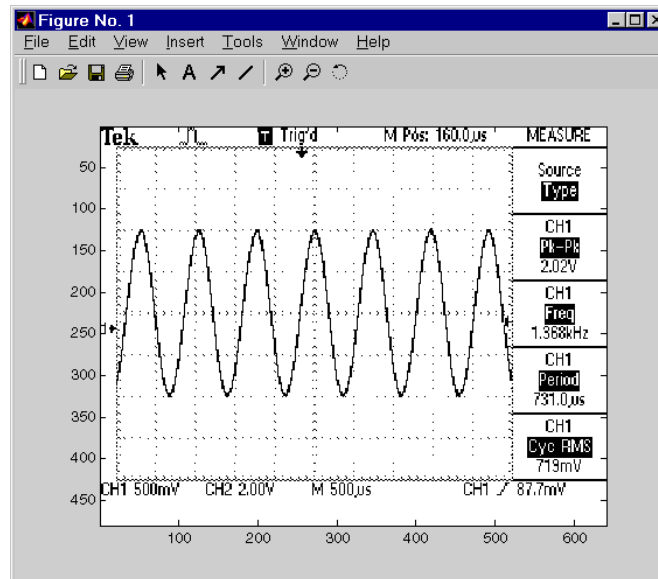 Figure No. 1
File Edit View Insert Tools Window Help
Tek Trig'd M Pos: 160.0µs MEASURE
Source
Type
CH1
Pk-Pk
2.02V
CH1
Freq
1.368kHz
CH1
Period
731.0µs
CH1
Cyc RMS
719mV
CH1 500mV CH2 2.00V M 500µs CH1 87.7mV
50
100
150
200
250
300
350
400
450
100 200 300 400 500 600